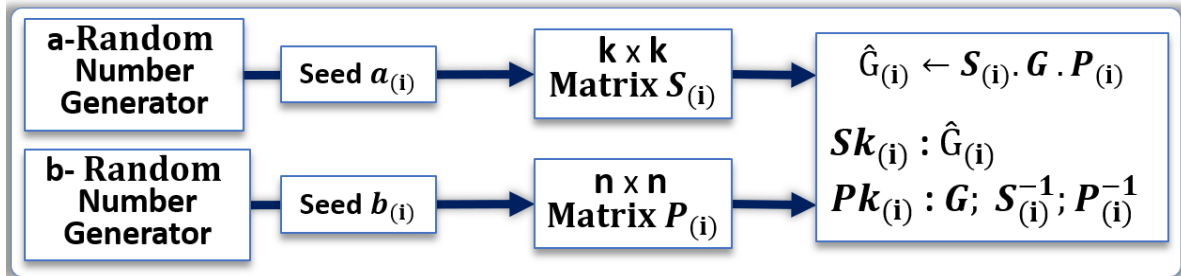 a-Random
Number
Generator
Seed a₍ᵢ₎
k x k
Matrix S₍ᵢ₎
b- Random
Number
Generator
Seed b₍ᵢ₎
n x n
Matrix P₍ᵢ₎
Ĝ₍ᵢ₎ ← S₍ᵢ₎. G . P₍ᵢ₎
Sk₍ᵢ₎ : Ĝ₍ᵢ₎
Pk₍ᵢ₎ : G; S₍ᵢ₎⁻¹; P₍ᵢ₎⁻¹